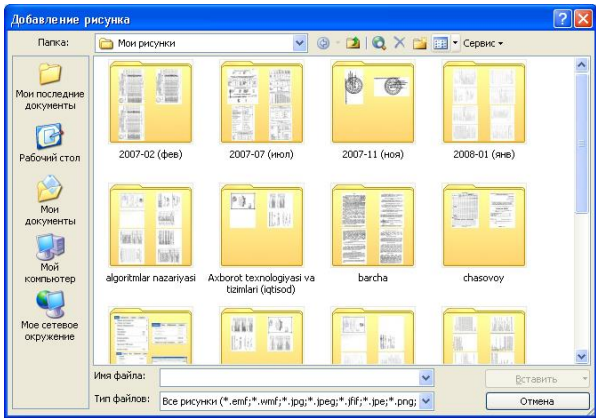 Добавление рисунка
Папка:
Мои рисунки
Сервис
Мои последние
документы
Рабочий стол
Мои
документы
Мой
компьютер
Мое сетевое
окружение
2007-02 (фев)
2007-07 (июл)
2007-11 (ноя)
2008-01 (янв)
algoritmlar nazariyasi
Axborot texnologiyasi va
tizimlari (iqtisod)
barcha
chasovoy
Имя файла:
Вставить
Тип файлов:
Все рисунки (*.emf;*.wmf;*.jpg;*.jpeg;*.jfif;*.jpe;*.png;
Отмена